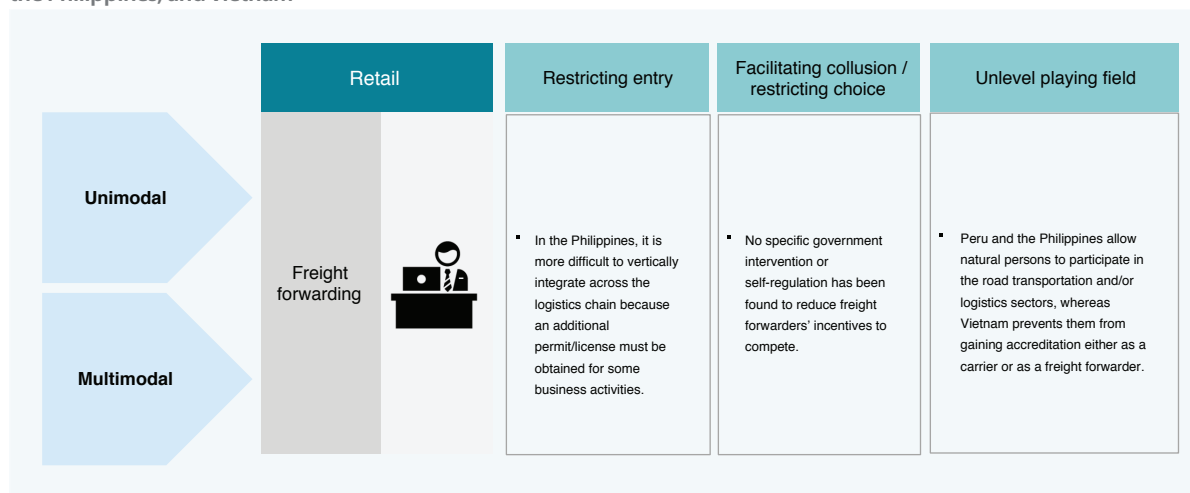 the Philippines, and Vietnam
Retail
Restricting entry
Facilitating collusion /
restricting choice
Unlevel playing field
Unimodal
Multimodal
Freight
forwarding
▪ In the Philippines, it is
more difficult to vertically
integrate across the
logistics chain because
an additional
permit/license must be
obtained for some
business activities.
▪ No specific government
intervention or
self-regulation has been
found to reduce freight
forwarders’ incentives to
compete.
▪ Peru and the Philippines allow
natural persons to participate in
the road transportation and/or
logistics sectors, whereas
Vietnam prevents them from
gaining accreditation either as a
carrier or as a freight forwarder.